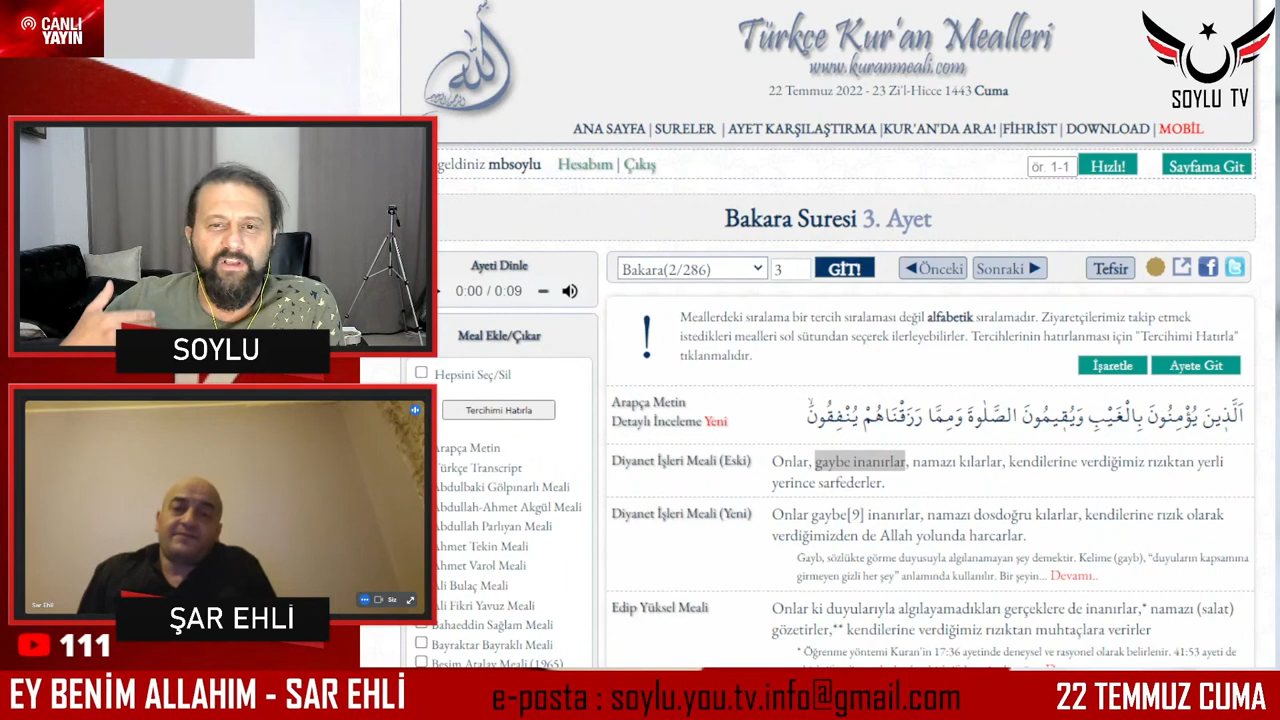 CANLI
YAYIN
Türkçe Kur'an Mealleri
www.kuranmeali.com
22 Temmuz 2022 - 23 Zi'l-Hicce 1443 Cuma
SOYLU TV
ANA SAYFA | SURELER | AYET KARŞILAŞTIRMA |KUR'AN'DA ARA! |FİHRİST | DOWNLOAD | MOBİL
geldiniz mbsoylu Hesabım | Çıkış
ör. 1-1 Hızlı! Sayfama Git
Bakara Suresi 3. Ayet
Ayeti Dinle
0:00 / 0:09
Bakara(2/286) 3 GİT! ◀Önceki Sonraki ▶ Tefsir
Meal Ekle/Çıkar
Hepsini Seç/Sil
Tercihimi Hatırla
Arapça Metin
Türkçe Transcript
Abdulbaki Gölpınarlı Meali
Abdullah-Ahmet Akgül Meali
Abdullah Parlıyan Meali
Ahmet Tekin Meali
Ahmet Varol Meali
Ali Bulaç Meali
Ali Fikri Yavuz Meali
Bahaeddin Sağlam Meali
Bayraktar Bayraklı Meali
Besim Atalay Meali (1965)
! Meallerdeki sıralama bir tercih sıralaması değil alfabetik sıralamadır. Ziyaretçilerimiz takip etmek
istedikleri mealleri sol sütundan seçerek ilerleyebilirler. Tercihlerinin hatırlanması için "Tercihimi Hatırla"
tıklanmalıdır.
İşaretle Ayete Git
Arapça Metin
Detaylı İnceleme Yeni
اَلَّذ۪ينَ يُؤْمِنُونَ بِالْغَيْبِ وَيُق۪يمُونَ الصَّلٰوةَ وَمِمَّا رَزَقْنَاهُمْ يُنْفِقُونَۙ
Diyanet İşleri Meali (Eski) Onlar, gaybe inanırlar, namazı kılarlar, kendilerine verdiğimiz rızıktan yerli
yerince sarfederler.
Diyanet İşleri Meali (Yeni) Onlar gaybe[9] inanırlar, namazı dosdoğru kılarlar, kendilerine rızık olarak
verdiğimizden de Allah yolunda harcarlar.
Gayb, sözlükte görme duyusuyla algılanamayan şey demektir. Kelime (gayb), "duyuların kapsamına
girmeyen gizli her şey" anlamında kullanılır. Bir şeyin... Devamı..
Edip Yüksel Meali Onlar ki duyularıyla algılayamadıkları gerçeklere de inanırlar,* namazı (salat)
gözetirler,** kendilerine verdiğimiz rızıktan muhtaçlara verirler
* Öğrenme yöntemi Kuran'in 17:36 ayetinde deneysel ve rasyonel olarak belirlenir. 41:53 ayeti de
SOYLU
Sar Ehli
Siz
ŞAR EHLİ
111
EY BENİM ALLAHIM - SAR EHLİ
e-posta : soylu.you.tv.info@gmail.com
22 TEMMUZ CUMA